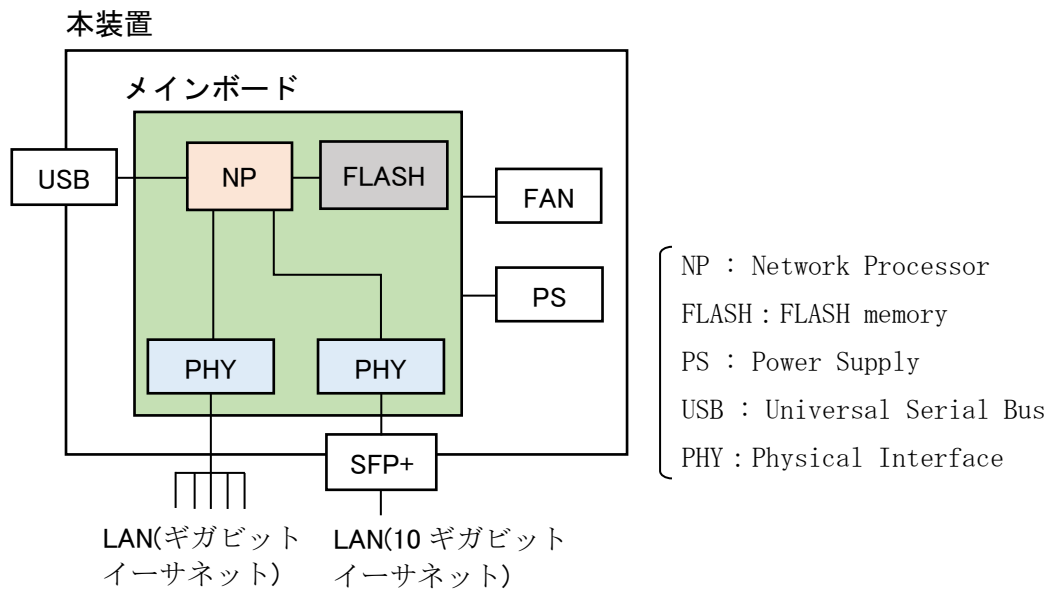 本装置
メインボード
USB
NP
FLASH
FAN
PS
PHY
PHY
SFP+
LAN(ギガビット
イーサネット)
LAN(10 ギガビット
イーサネット)
NP : Network Processor
FLASH : FLASH memory
PS : Power Supply
USB : Universal Serial Bus
PHY : Physical Interface